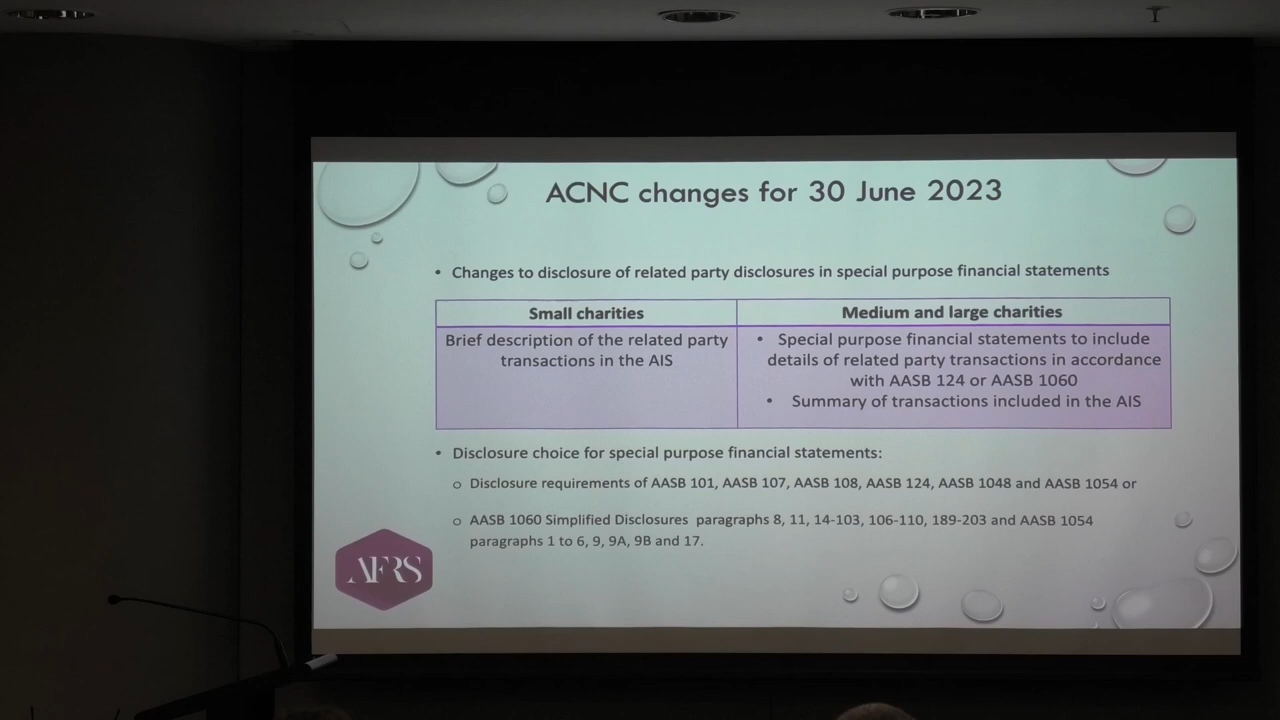 ACNC changes for 30 June 2023
• Changes to disclosure of related party disclosures in special purpose financial statements
Small charities
Medium and large charities
Brief description of the related party
transactions in the AIS
• Special purpose financial statements to include
details of related party transactions in accordance
with AASB 124 or AASB 1060
• Summary of transactions included in the AIS
• Disclosure choice for special purpose financial statements:
o Disclosure requirements of AASB 101, AASB 107, AASB 108, AASB 124, AASB 1048 and AASB 1054 or
o AASB 1060 Simplified Disclosures paragraphs 8, 11, 14-103, 106-110, 189-203 and AASB 1054
paragraphs 1 to 6, 9, 9A, 9B and 17.
AFRS